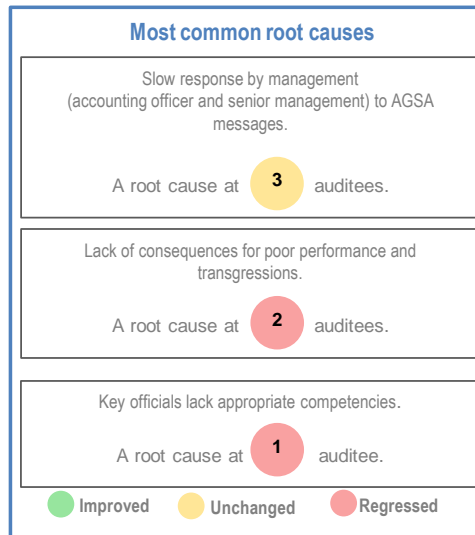 Most common root causes
Slow response by management
(accounting officer and senior management) to AGSA
messages.
A root cause at 3 auditees.
Lack of consequences for poor performance and
transgressions.
A root cause at 2 auditees.
Key officials lack appropriate competencies.
A root cause at 1 auditee.
Improved Unchanged Regressed